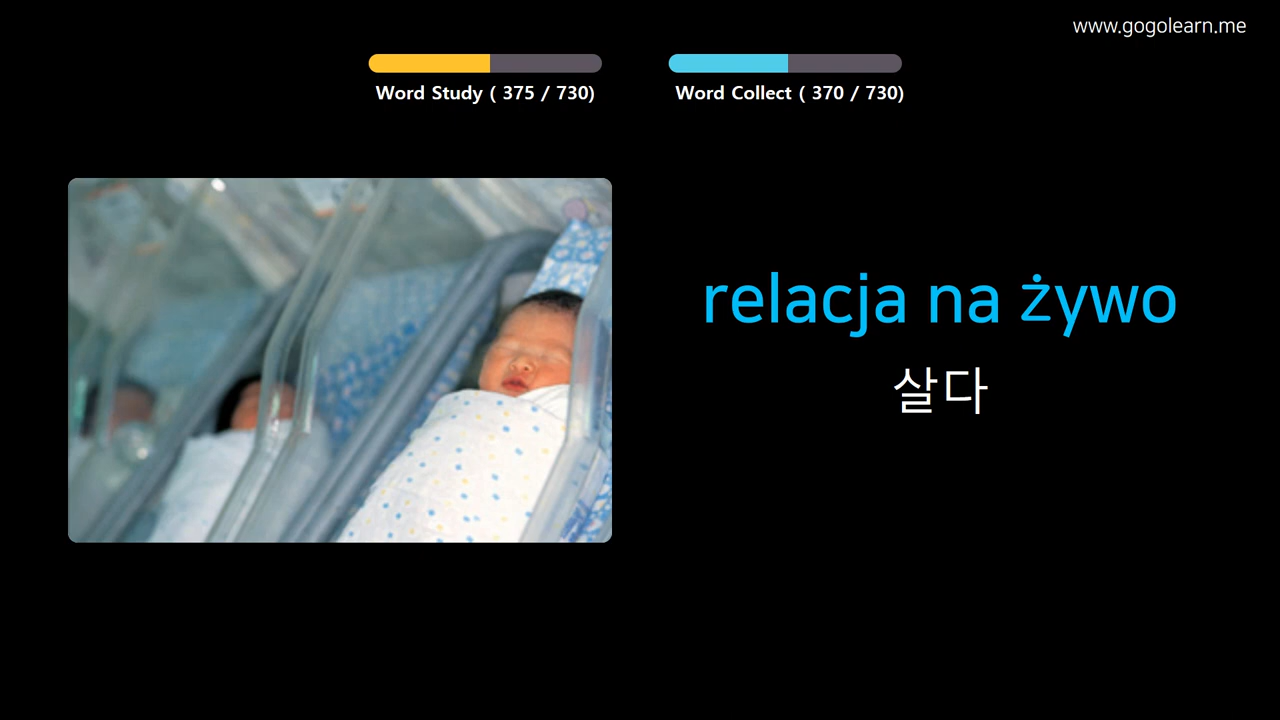 www.gogolearn.me
Word Study ( 375 / 730)
Word Collect ( 370 / 730)
relacja na żywo
살다